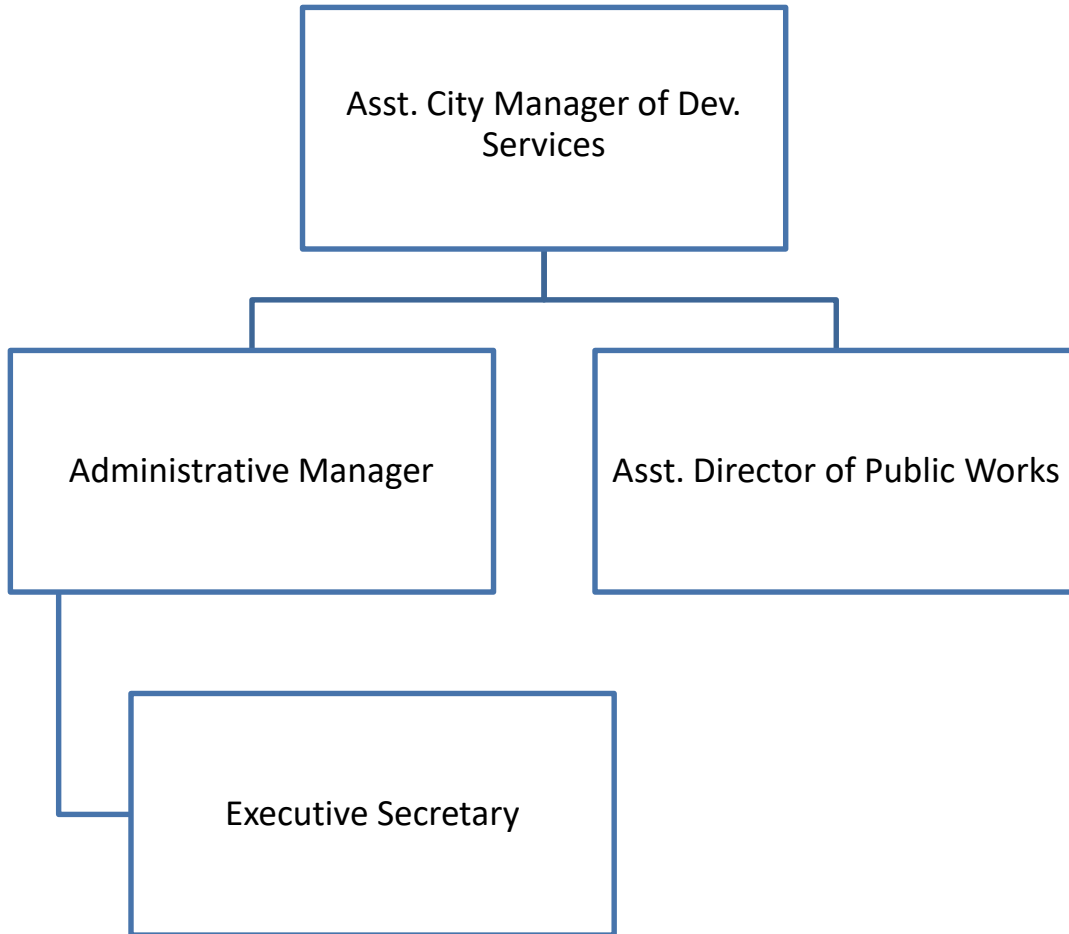 Asst. City Manager of Dev.
Services
Administrative Manager
Asst. Director of Public Works
Executive Secretary